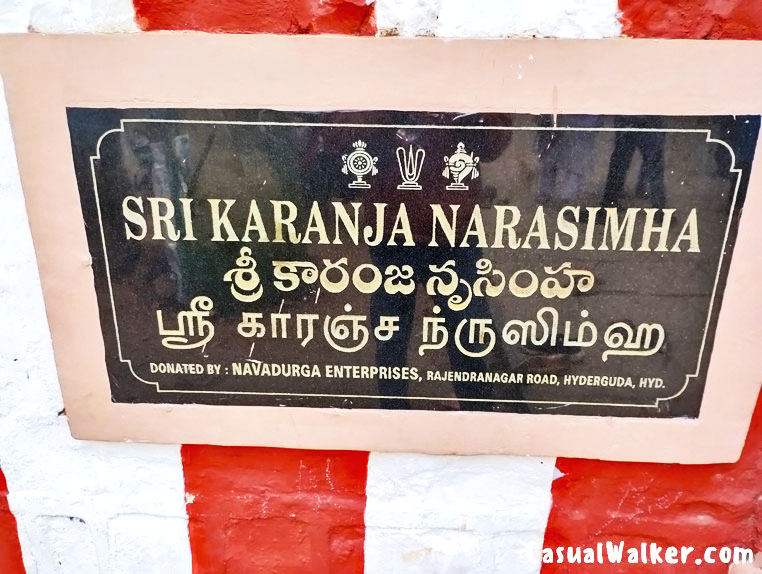 SRI KARANJA NARASIMHA
శ్రీ కారంజ నృసింహ
ஸ்ரீ காரஞ்ச ந்ருஸிம்ஹ
DONATED BY : NAVADURGA ENTERPRISES, RAJENDRANAGAR ROAD, HYDERGUDA, HYD.
CasualWalker.com